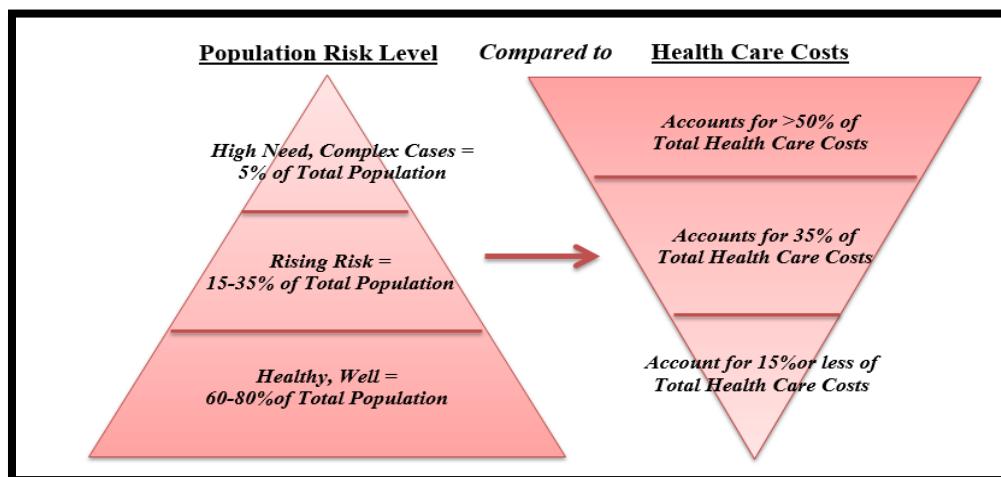 Population Risk Level Compared to Health Care Costs
High Need, Complex Cases =
5% of Total Population
Rising Risk =
15-35% of Total Population
Healthy, Well =
60-80%of Total Population
Accounts for >50% of
Total Health Care Costs
Accounts for 35% of
Total Health Care Costs
Account for 15%or less of
Total Health Care Costs